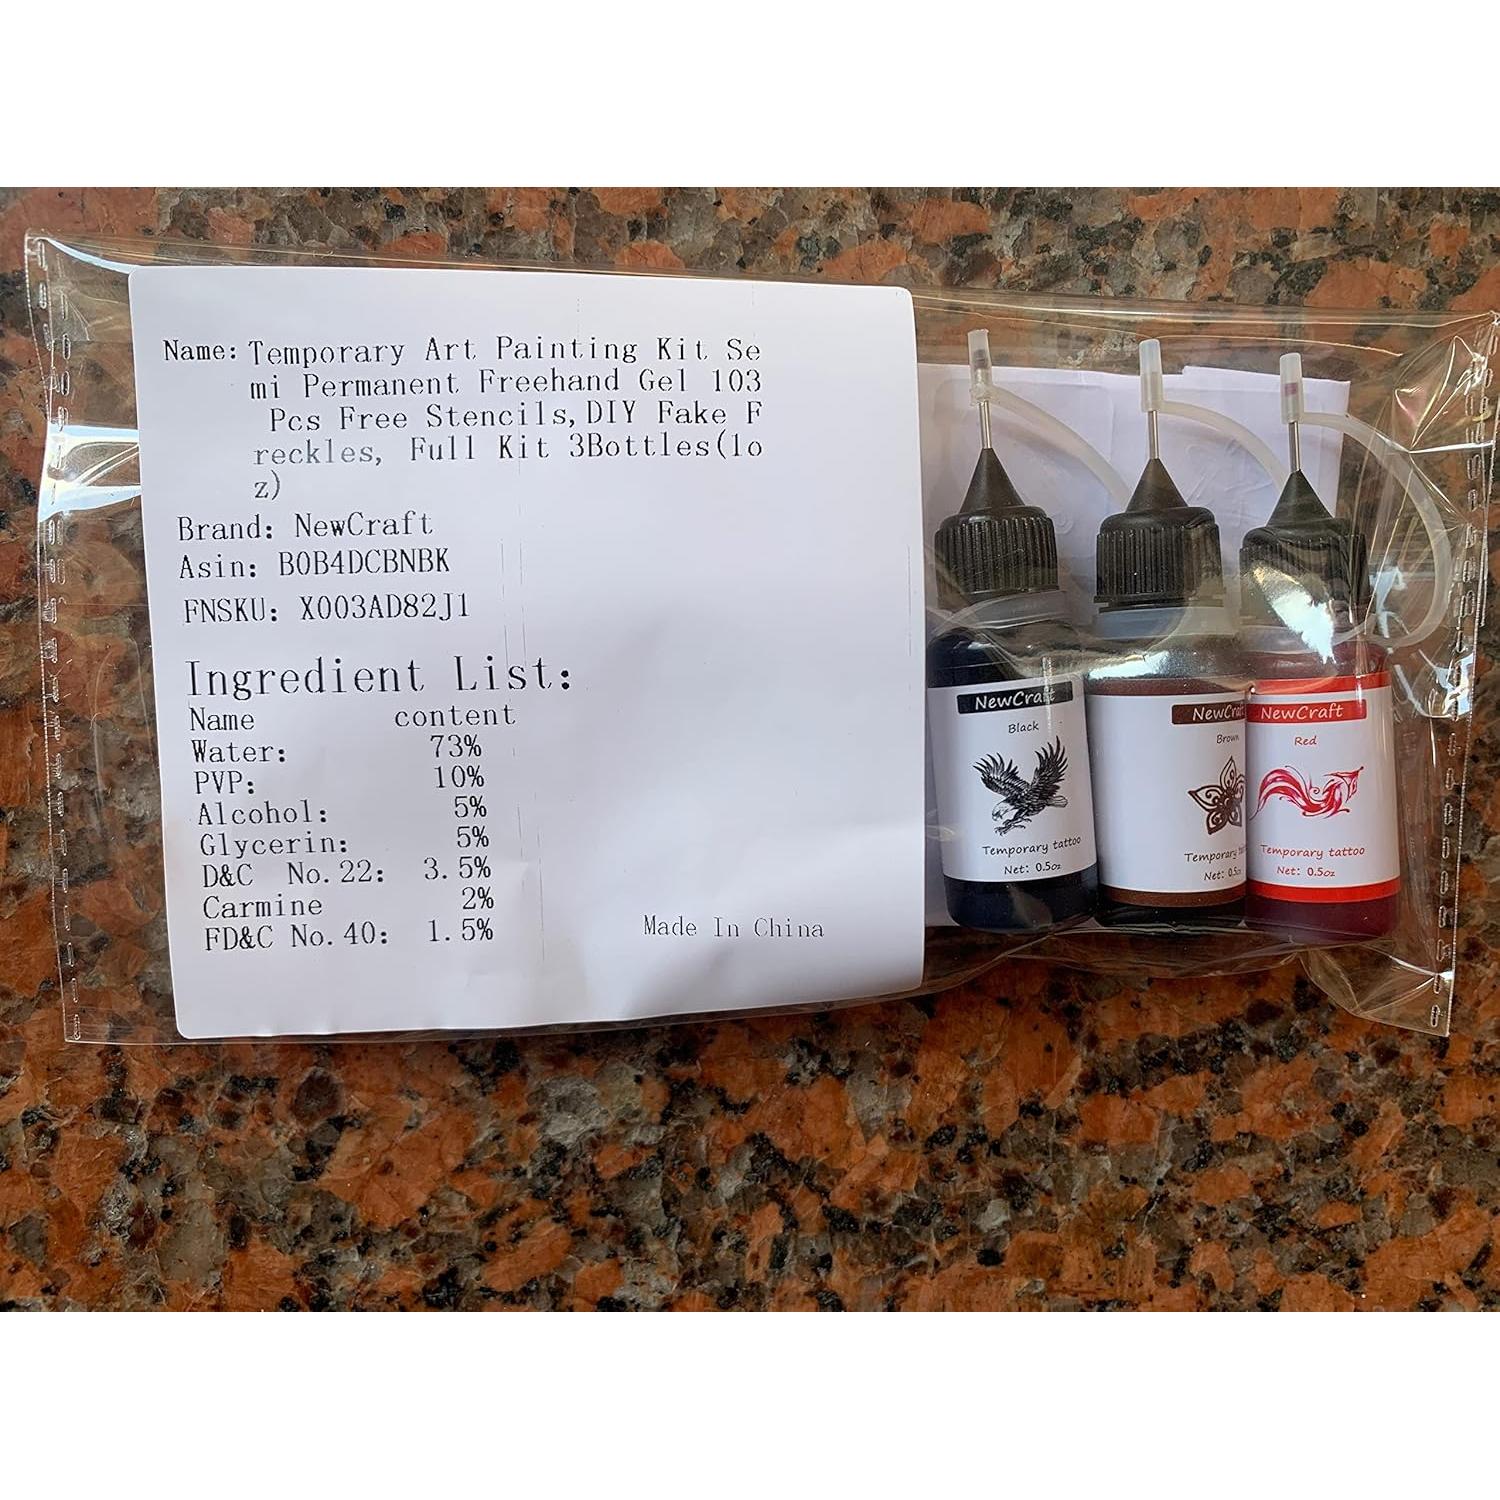 Name: Temporary Art Painting Kit Se
mi Permanent Freehand Gel 103
Pcs Free Stencils, DIY Fake F
reckles, Full Kit 3Bottles(1o
z)
Brand: NewCraft
Asin: B0B4DCBNBK
FNSKU: X003AD82J1
Ingredient List:
Name content
Water: 73%
PVP: 10%
Alcohol: 5%
Glycerin: 5%
D&C No.22: 3.5%
Carmine 2%
FD&C No.40: 1.5%
Made In China
NewCraft
Black
Temporary tattoo
Net: 0.5oz
NewCraft
Brown
Temporary
Net: 0.5oz
NewCraft
Red
Temporary tattoo
Net: 0.5oz